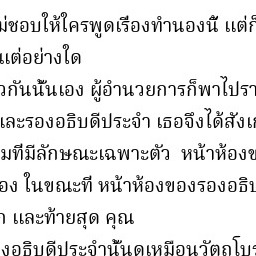 ม่ชอบให้ใครพูดเรื่องทำนองนี้ แต่ก็
แต่อย่างใด
วกันนั้นเอง ผู้อำนวยการก็พาไปรา
และรองอธิบดีประจำ เธอจึงได้สังเก
มที่มีลักษณะเฉพาะตัว หน้าห้องข
อง ในขณะที่ หน้าห้องของรองอธิบ
และท้ายสุด คุณ
งอธิบดีประจำนั้นดูเหมือนวัตถุโบร